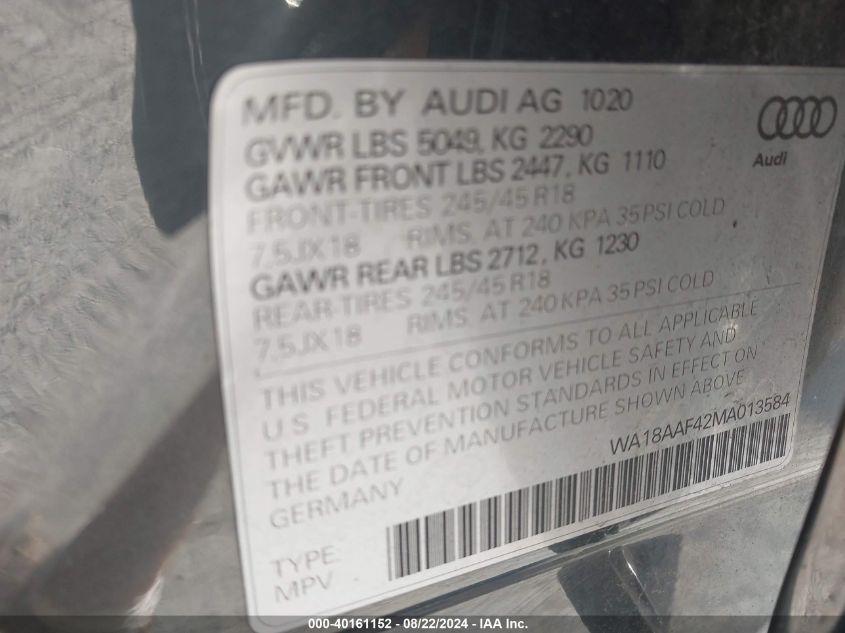 MFD. BY AUDI AG 1020
GVWR LBS 5049, KG 2290
GAWR FRONT LBS 2447, KG 1110
FRONT-TIRES 245/45 R18
7,5JX18 RIMS, AT 240 KPA 35 PSI COLD
GAWR REAR LBS 2712, KG 1230
REAR-TIRES 245/45 R18
7,5JX18 RIMS, AT 240 KPA 35 PSI COLD
Audi
THIS VEHICLE CONFORMS TO ALL APPLICABLE
U.S. FEDERAL MOTOR VEHICLE SAFETY AND
THEFT PREVENTION STANDARDS IN EFFECT ON
THE DATE OF MANUFACTURE SHOWN ABOVE
GERMANY
WA18AAF42MA013584
TYPE:
MPV
000-40161152 - 08/22/2024 - IAA Inc.